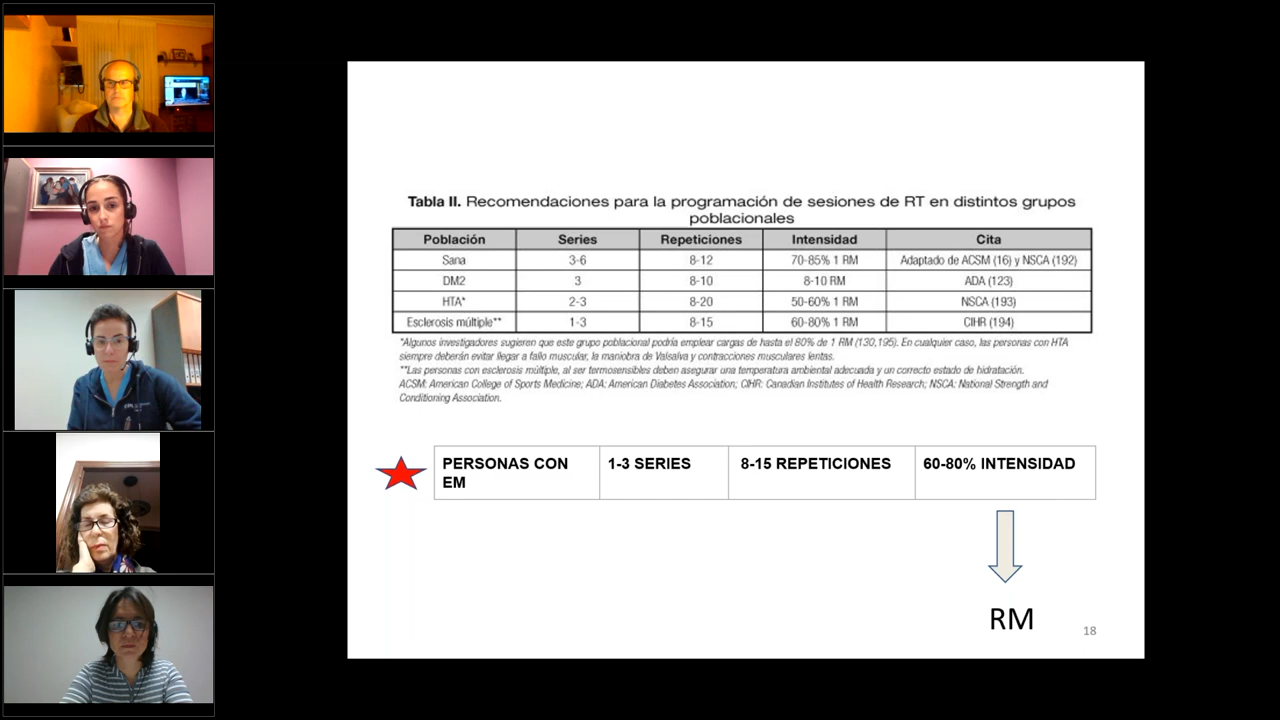 Tabla II. Recomendaciones para la programación de sesiones de RT en distintos grupos
poblacionales
Población Series Repeticiones Intensidad Cita
Sana 3-6 8-12 70-85% 1 RM Adaptado de ACSM (16) y NSCA (192)
DM2 3 8-10 8-10 RM ADA (123)
HTA* 2-3 8-20 50-60% 1 RM NSCA (193)
Esclerosis múltiple** 1-3 8-15 60-80% 1 RM CIHR (194)
*Algunos investigadores sugieren que este grupo poblacional podría emplear cargas de hasta el 80% de 1 RM (130,195). En cualquier caso, las personas con HTA
siempre deberán evitar llegar a fallo muscular, la maniobra de Valsalva y contracciones musculares lentas.
**Las personas con esclerosis múltiple, al ser termosensibles deben asegurar una temperatura ambiental adecuada y un correcto estado de hidratación.
ACSM: American College of Sports Medicine; ADA: American Diabetes Association; CIHR: Canadian Institutes of Health Research; NSCA: National Strength and
Conditioning Association.
PERSONAS CON EM 1-3 SERIES 8-15 REPETICIONES 60-80% INTENSIDAD
RM
18